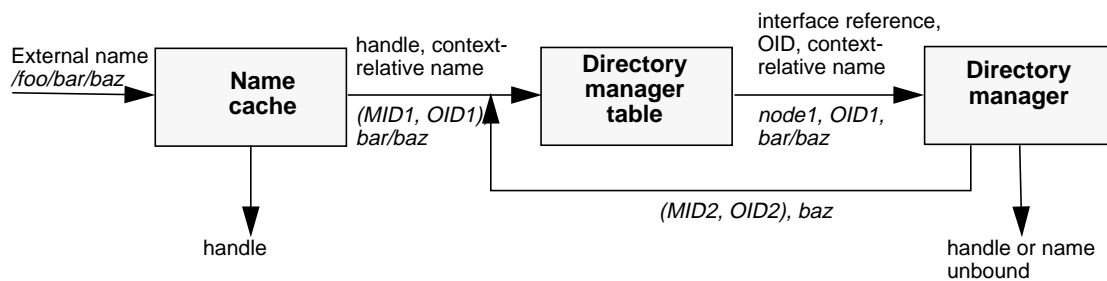 External name
/foo/bar/baz
Name
cache
handle, context-
relative name
(MID1, OID1),
bar/baz
Directory
manager
table
interface reference,
OID, context-
relative name
node1, OID1,
bar/baz
Directory
manager
(MID2, OID2), baz
handle
handle or name
unbound